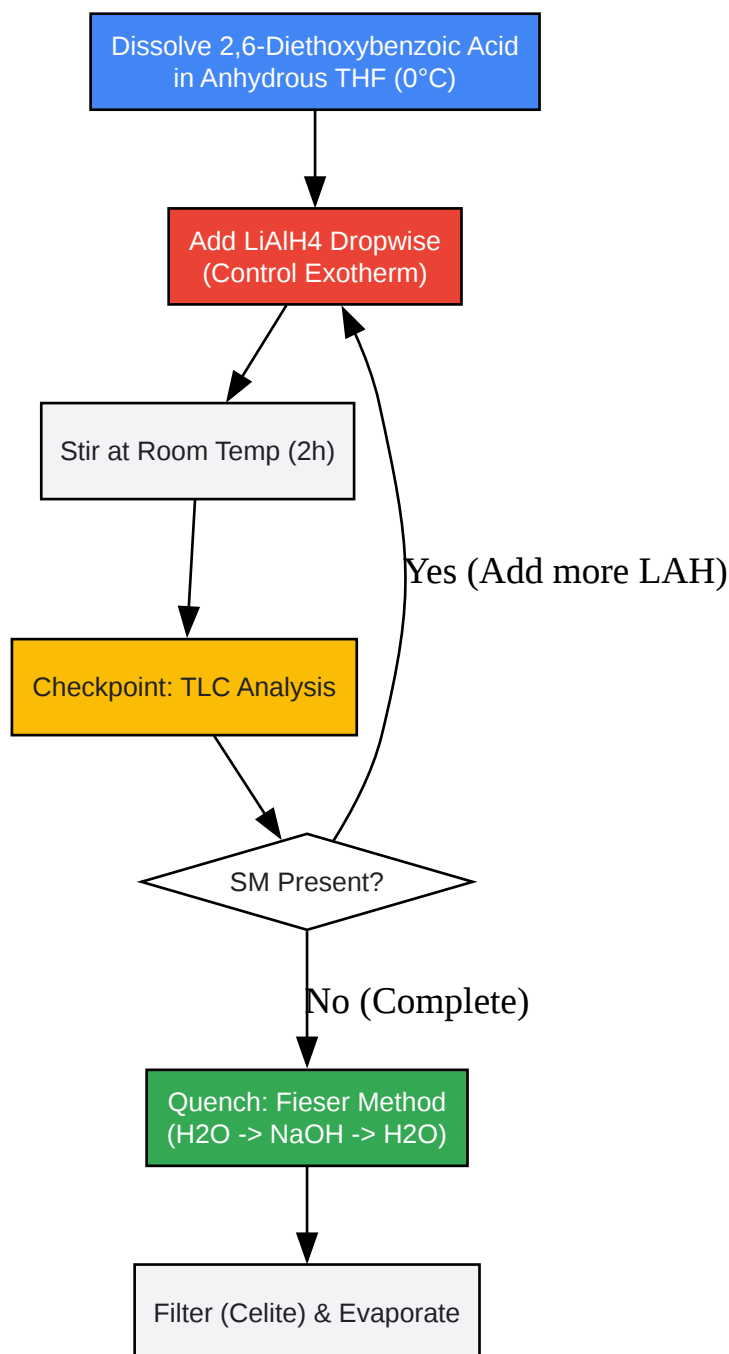 Dissolve 2,6-Diethoxybenzoic Acid
in Anhydrous THF (0°C)
Add LiAlH4 Dropwise
(Control Exotherm)
Stir at Room Temp (2h)
Yes (Add more LAH)
Checkpoint: TLC Analysis
SM Present?
No (Complete)
Quench: Fieser Method
(H2O -> NaOH -> H2O)
Filter (Celite) & Evaporate